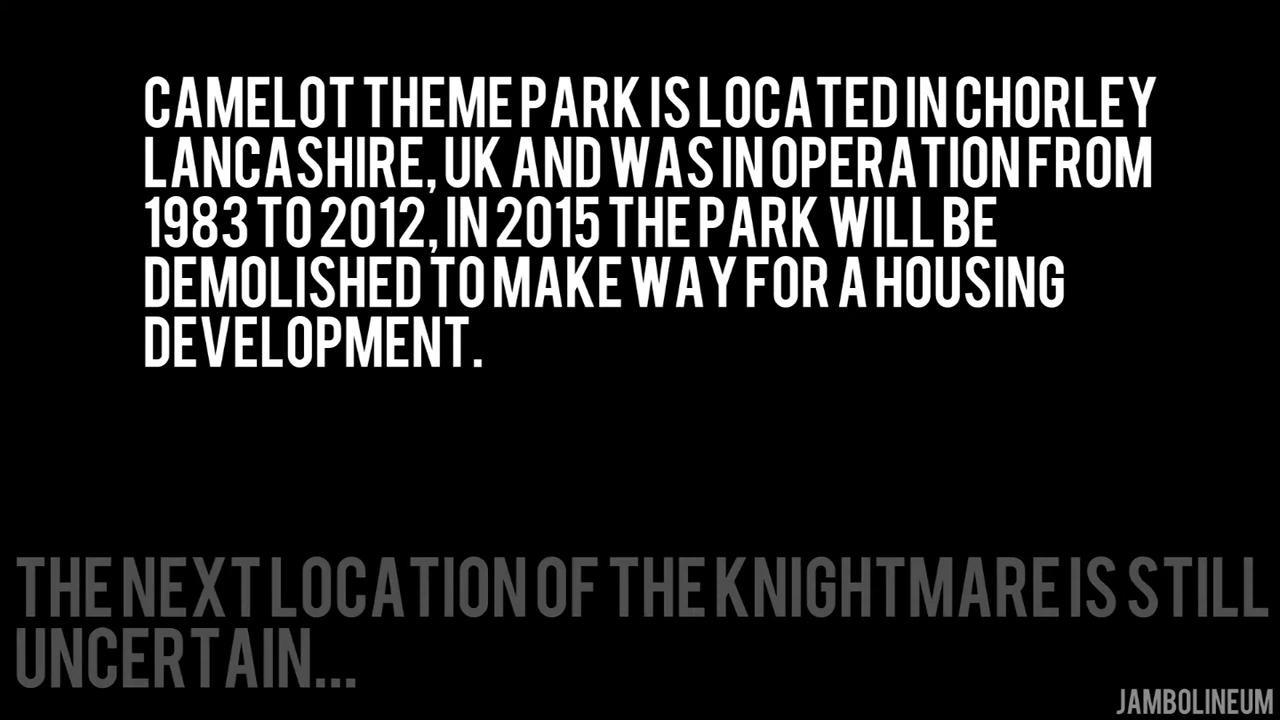 CAMELOT THEME PARK IS LOCATED IN CHORLEY
LANCASHIRE, UK AND WAS IN OPERATION FROM
1983 TO 2012, IN 2015 THE PARK WILL BE
DEMOLISHED TO MAKE WAY FOR A HOUSING
DEVELOPMENT.
THE NEXT LOCATION OF THE KNIGHTMARE IS STILL
UNCERTAIN...
JAMBOLINEUM